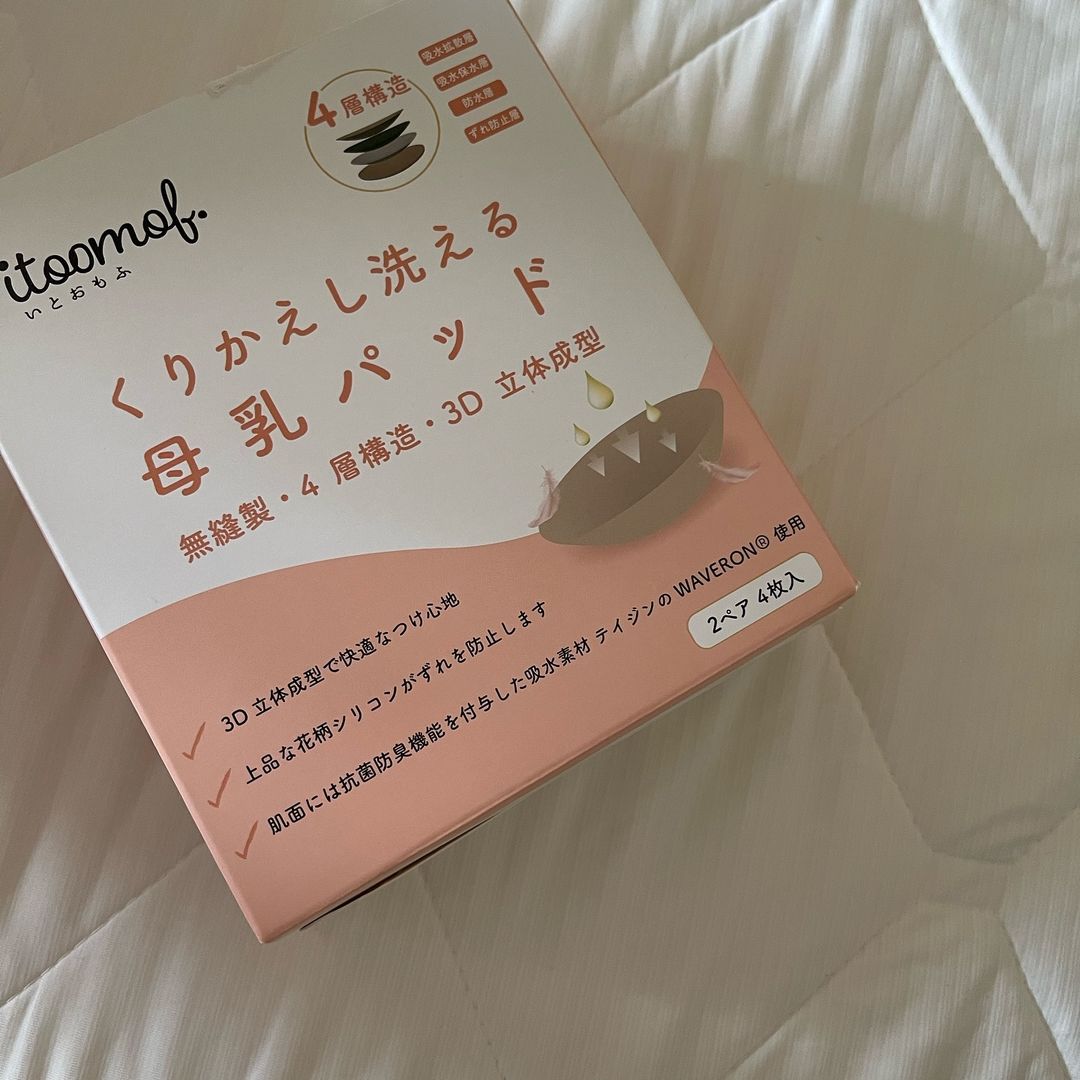 4層構造
吸水拡散層
吸水保水層
防水層
ずれ防止層
itoomof.
いとおもふ
くりかえし洗える
母乳パッド
無縫製・4 層構造・3D 立体成型
3D 立体成型で快適なつけ心地
上品な花柄シリコンがずれを防止します
肌面には抗菌防臭機能を付与した吸水素材 テイジンの WAVERON® 使用
2ペア 4枚入